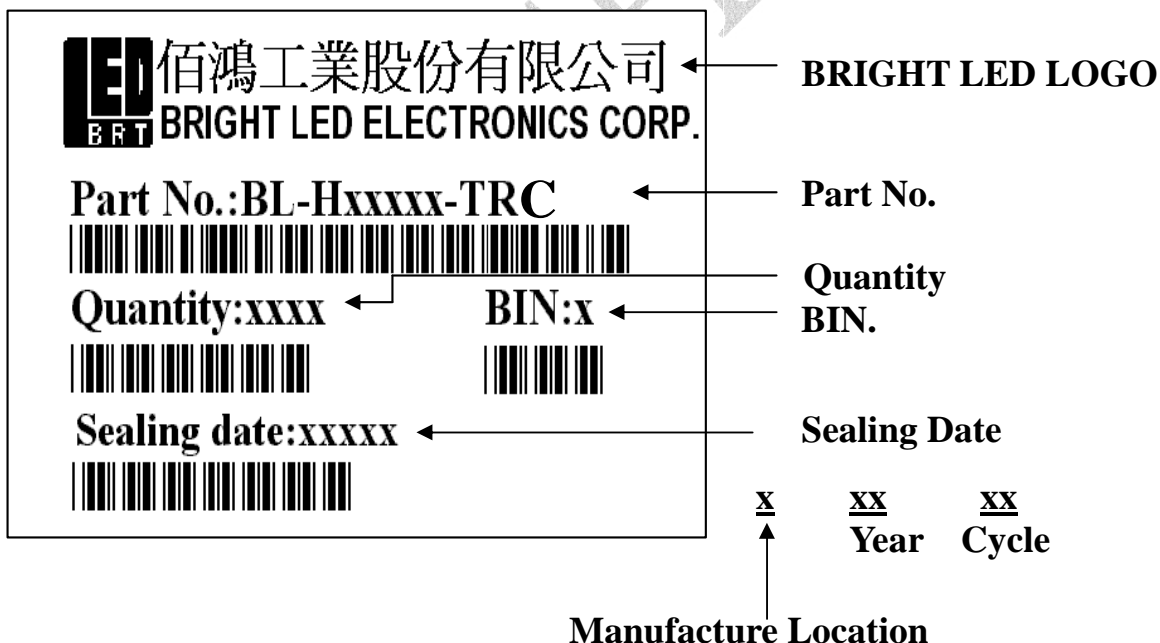 LED 佰鴻工業股份有限公司 BRIGHT LED LOGO
BRT BRIGHT LED ELECTRONICS CORP.
Part No.:BL-Hxxxxx-TRC Part No.
Quantity
Quantity:xxxx BIN:x BIN.
Sealing date:xxxxx Sealing Date
x xx xx
Year Cycle
Manufacture Location